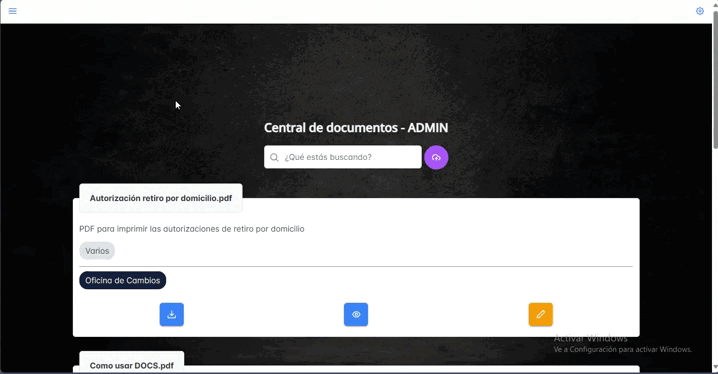 Central de documentos - ADMIN
¿Qué estás buscando?
Autorización retiro por domicilio.pdf
PDF para imprimir las autorizaciones de retiro por domicilio
Varios
Oficina de Cambios
Activar Windows
Ve a Configuración para activar Windows.
Como usar DOCS.pdf